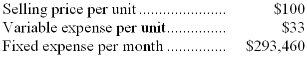 Selling price per unit...................... $100
Variable expense per unit................ $33
Fixed expense per month ............... $293,460